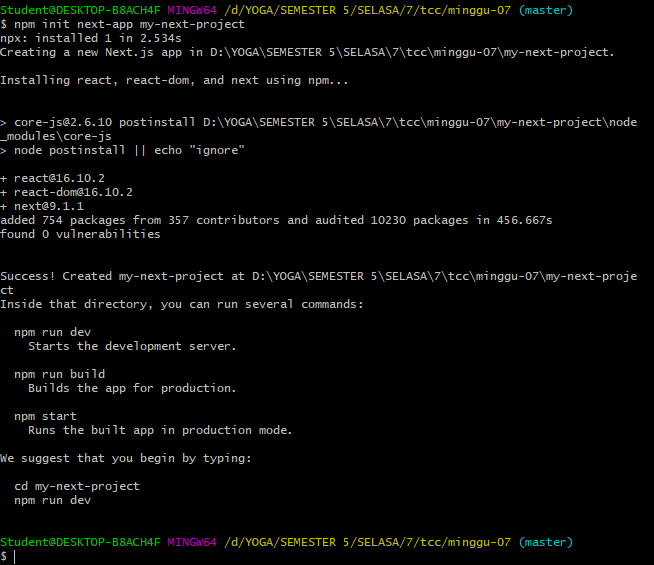 Student@DESKTOP-B8ACH4F MINGW64 /d/YOGA/SEMESTER 5/SELASA/7/tcc/minggu-07 (master)
$ npm init next-app my-next-project
npx: installed 1 in 2.534s
Creating a new Next.js app in D:\YOGA\SEMESTER 5\SELASA\7\tcc\minggu-07\my-next-project.
Installing react, react-dom, and next using npm...
> core-js@2.6.10 postinstall D:\YOGA\SEMESTER 5\SELASA\7\tcc\minggu-07\my-next-project\node
_modules\core-js
> node postinstall || echo "ignore"
+ react@16.10.2
+ react-dom@16.10.2
+ next@9.1.1
added 754 packages from 357 contributors and audited 10230 packages in 456.667s
found 0 vulnerabilities
Success! Created my-next-project at D:\YOGA\SEMESTER 5\SELASA\7\tcc\minggu-07\my-next-proje
ct
Inside that directory, you can run several commands:
npm run dev
Starts the development server.
npm run build
Builds the app for production.
npm start
Runs the built app in production mode.
We suggest that you begin by typing:
cd my-next-project
npm run dev
Student@DESKTOP-B8ACH4F MINGW64 /d/YOGA/SEMESTER 5/SELASA/7/tcc/minggu-07 (master)
$